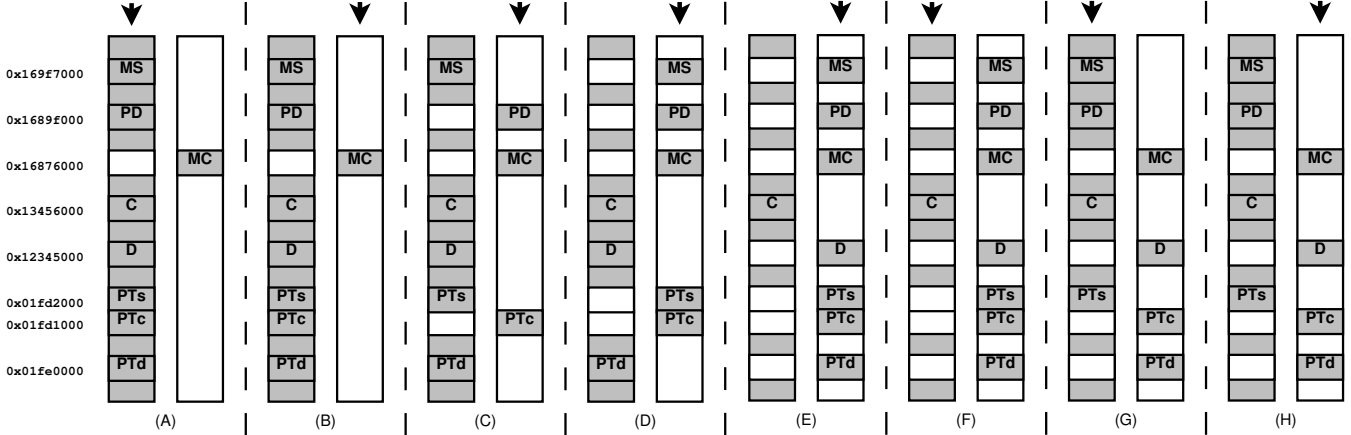 0x169f7000 MS MS MS MS MS MS MS MS
0x1689f000 PD PD PD PD PD PD PD PD
0x16876000 MC MC MC MC MC MC MC MC
0x13456000 C C C C C C C C
0x12345000 D D D D D D D D
0x01fd2000 PTs PTs PTs PTs PTs PTs PTs PTs
0x01fd1000 PTc PTc PTc PTc PTc PTc PTc PTc
0x01fe0000 PTd PTd PTd PTd PTd PTd PTd PTd
(A) (B) (C) (D) (E) (F) (G) (H)